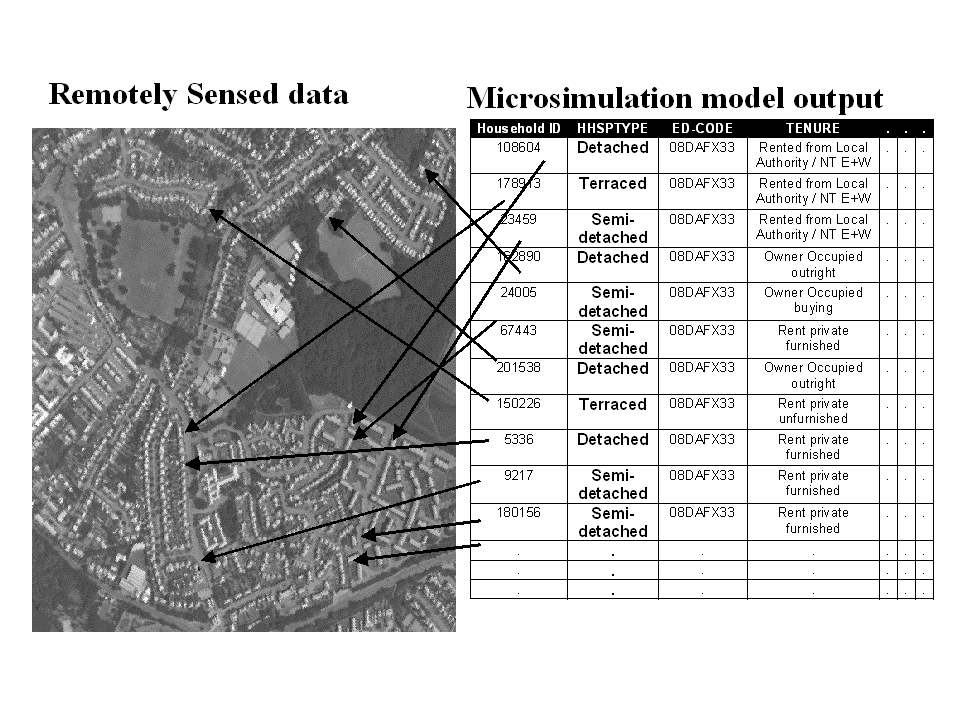 Remotely Sensed data
Microsimulation model output
Household ID HHSPTYPE ED-CODE TENURE . . .
108604 Detached 08DAFX33 Rented from Local
Authority / NT E+W . . .
178913 Terraced 08DAFX33 Rented from Local
Authority / NT E+W . . .
23459 Semi-
detached 08DAFX33 Rented from Local
Authority / NT E+W . . .
162890 Detached 08DAFX33 Owner Occupied
outright . . .
24005 Semi-
detached 08DAFX33 Owner Occupied
buying . . .
67443 Semi-
detached 08DAFX33 Rent private
furnished . . .
201538 Detached 08DAFX33 Owner Occupied
outright . . .
150226 Terraced 08DAFX33 Rent private
unfurnished . . .
5336 Detached 08DAFX33 Rent private
furnished . . .
9217 Semi-
detached 08DAFX33 Rent private
furnished . . .
180156 Semi-
detached 08DAFX33 Rent private
furnished . . .
. . . . . . .
. . . . . . .
. . . . . . .